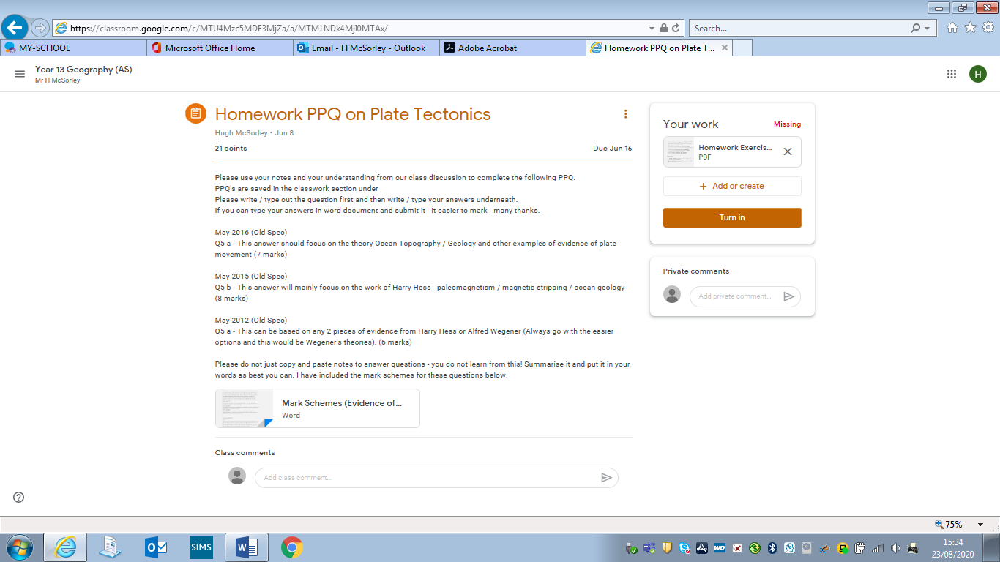 https://classroom.google.com/c/MTU4Mzc5MDE3MjZa/a/MTM1NDk4MjI0MTAx/
Search...
MY-SCHOOL
Microsoft Office Home
Email - H McSorley - Outlook
Adobe Acrobat
Homework PPQ on Plate T...
Year 13 Geography (AS)
Mr H McSorley
H
Homework PPQ on Plate Tectonics
Hugh McSorley • Jun 8
21 points
Due Jun 16
Please use your notes and your understanding from our class discussion to complete the following PPQ.
PPQ's are saved in the classwork section under
Please write / type out the question first and then write / type your answers underneath.
If you can type your answers in word document and submit it - it easier to mark - many thanks.
May 2016 (Old Spec)
Q5 a - This answer should focus on the theory Ocean Topography / Geology and other examples of evidence of plate
movement (7 marks)
May 2015 (Old Spec)
Q5 b - This answer will mainly focus on the work of Harry Hess - paleomagnetism / magnetic stripping / ocean geology
(8 marks)
May 2012 (Old Spec)
Q5 a - This can be based on any 2 pieces of evidence from Harry Hess or Alfred Wegener (Always go with the easier
options and this would be Wegener's theories). (6 marks)
Please do not just copy and paste notes to answer questions - you do not learn from this! Summarise it and put it in your
words as best you can. I have included the mark schemes for these questions below.
Mark Schemes (Evidence of...
Word
Class comments
Add class comment...
Your work
Missing
Homework Exercis...
PDF
+ Add or create
Turn in
Private comments
Add private comment...
75%
SIMS
15:34
23/08/2020